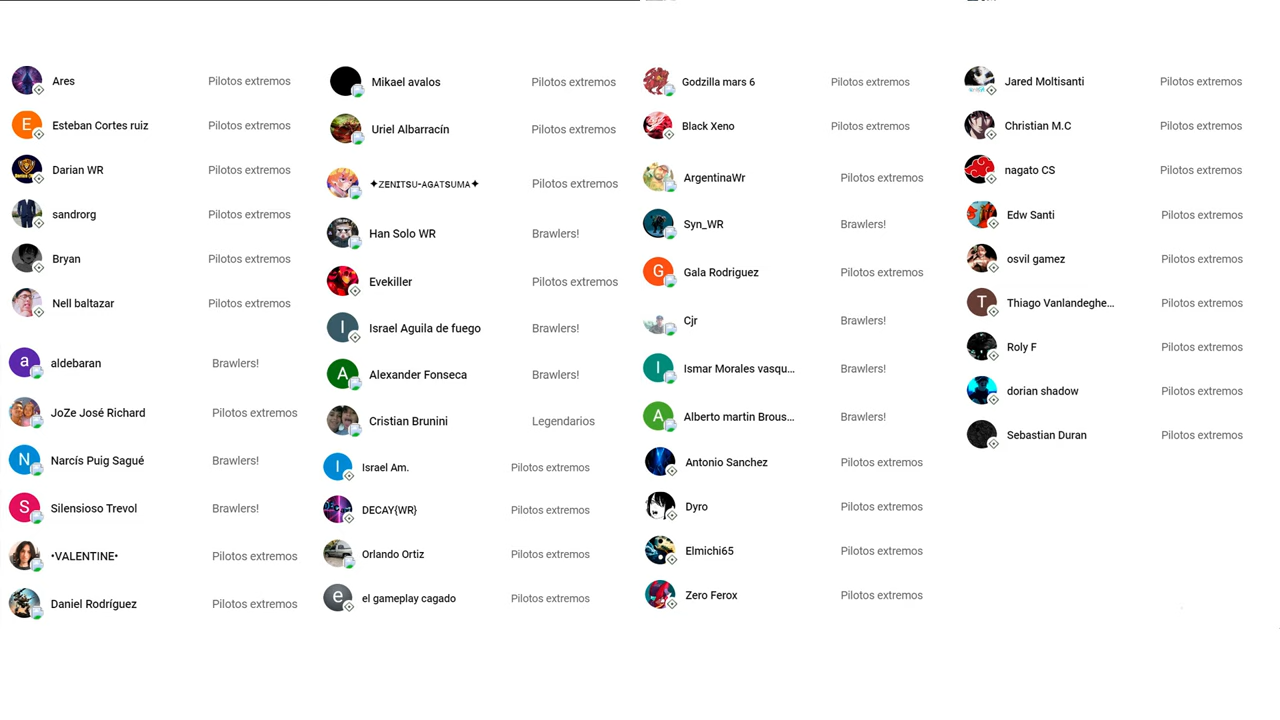 Ares Pilotos extremos
E Esteban Cortes ruiz Pilotos extremos
Darian WR Pilotos extremos
sandrorg Pilotos extremos
Bryan Pilotos extremos
Nell baltazar Pilotos extremos
a aldebaran Brawlers!
JoZe José Richard Pilotos extremos
N Narcís Puig Sagué Brawlers!
S Silensioso Trevol Brawlers!
•VALENTINE• Pilotos extremos
Daniel Rodríguez Pilotos extremos
Mikael avalos Pilotos extremos
Uriel Albarracín Pilotos extremos
✦ZENITSU-AGATSUMA✦ Pilotos extremos
Han Solo WR Brawlers!
Evekiller Pilotos extremos
I Israel Aguila de fuego Brawlers!
A Alexander Fonseca Brawlers!
Cristian Brunini Legendarios
I Israel Am. Pilotos extremos
DECAY{WR} Pilotos extremos
Orlando Ortiz Pilotos extremos
e el gameplay cagado Pilotos extremos
Godzilla mars 6 Pilotos extremos
Black Xeno Pilotos extremos
ArgentinaWr Pilotos extremos
Syn_WR Brawlers!
G Gala Rodriguez Pilotos extremos
Cjr Brawlers!
I Ismar Morales vasqu... Brawlers!
A Alberto martin Brous... Brawlers!
Antonio Sanchez Pilotos extremos
Dyro Pilotos extremos
Elmichi65 Pilotos extremos
Zero Ferox Pilotos extremos
Jared Moltisanti Pilotos extremos
Christian M.C Pilotos extremos
nagato CS Pilotos extremos
Edw Santi Pilotos extremos
osvil gamez Pilotos extremos
T Thiago Vanlandeghe... Pilotos extremos
Roly F Pilotos extremos
dorian shadow Pilotos extremos
Sebastian Duran Pilotos extremos